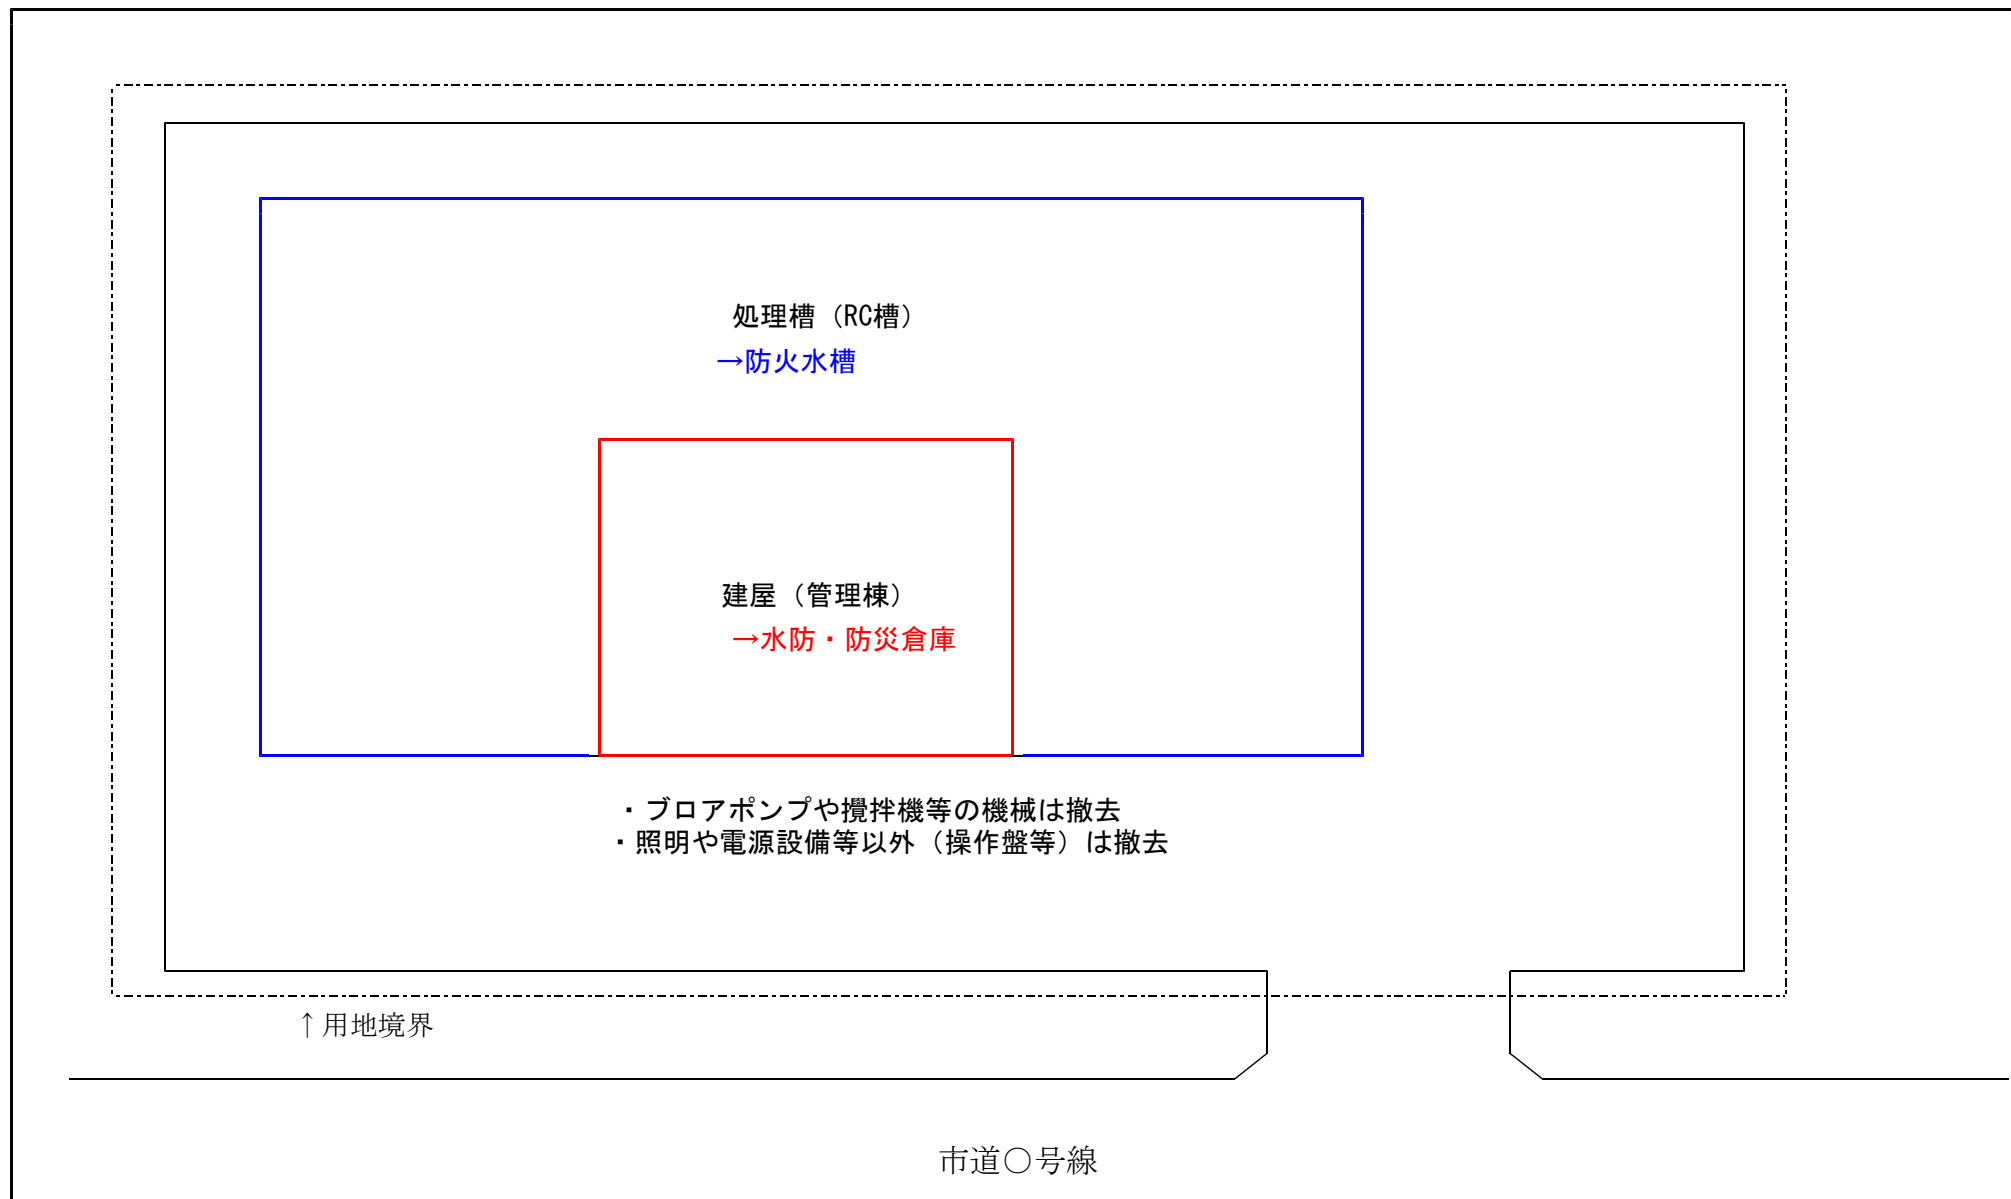 処理槽（RC槽）
→防火水槽
建屋（管理棟）
→水防・防災倉庫
・ブロアポンプや攪拌機等の機械は撤去
・照明や電源設備等以外（操作盤等）は撤去
↑用地境界
市道○号線